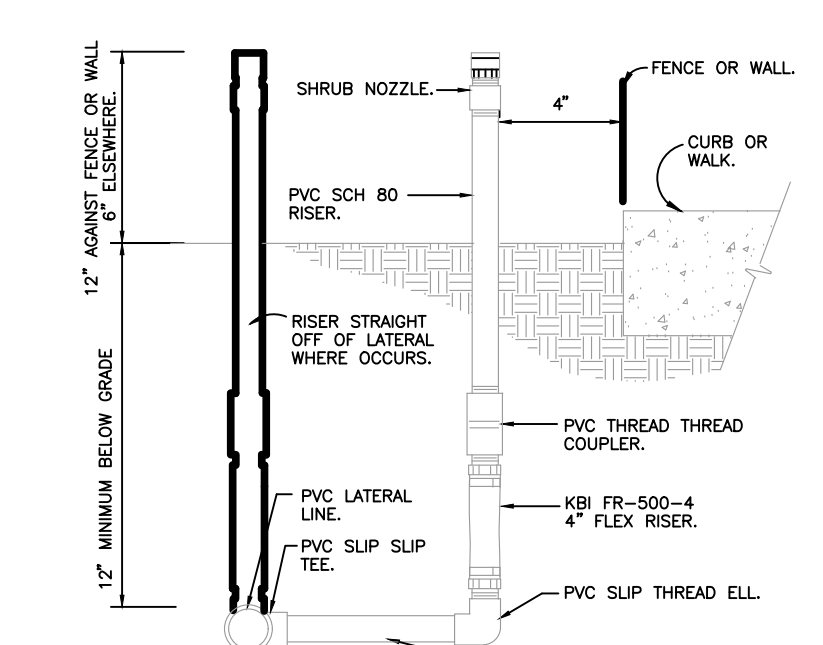 12" AGAINST FENCE OR WALL
6" ELSEWHERE.
SHRUB NOZZLE.
4"
FENCE OR WALL.
CURB OR
WALK.
PVC SCH 80
RISER.
RISER STRAIGHT
OFF OF LATERAL
WHERE OCCURS.
12" MINIMUM BELOW GRADE
PVC THREAD THREAD
COUPLER.
PVC LATERAL
LINE.
KBI FR-500-4
4" FLEX RISER.
PVC SLIP SLIP
TEE.
PVC SLIP THREAD ELL.